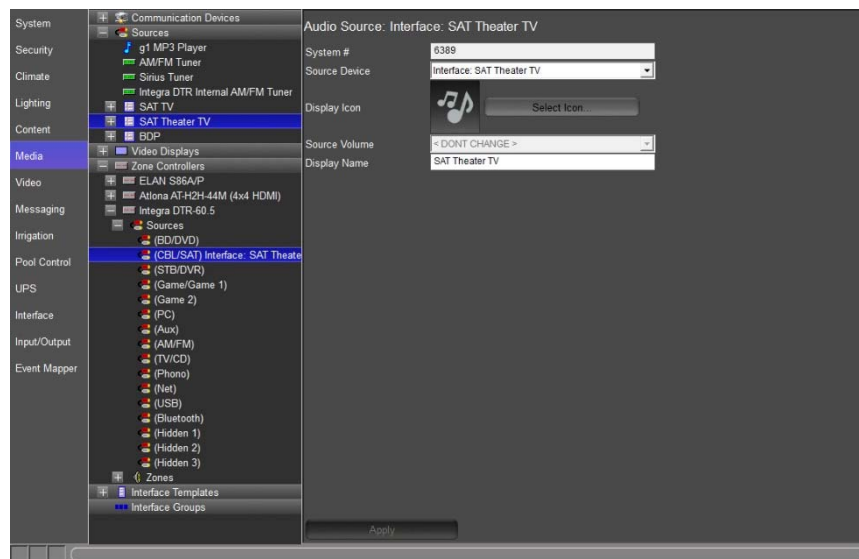 System
Security
Climate
Lighting
Content
Media
Video
Messaging
Irrigation
Pool Control
UPS
Interface
Input/Output
Event Mapper
Communication Devices
Sources
g1 MP3 Player
AM/FM Tuner
Sirius Tuner
Integra DTR Internal AM/FM Tuner
SAT TV
SAT Theater TV
BDP
Video Displays
Zone Controllers
ELAN S86A/P
Atlona AT-H2H-44M (4x4 HDMI)
Integra DTR-60.5
Sources
(BD/DVD)
(CBL/SAT) Interface: SAT Theate
(STB/DVR)
(Game/Game 1)
(Game 2)
(PC)
(Aux)
(AM/FM)
(TV/CD)
(Phono)
(Net)
(USB)
(Bluetooth)
(Hidden 1)
(Hidden 2)
(Hidden 3)
Zones
Interface Templates
Interface Groups
Audio Source: Interface: SAT Theater TV
System # 6389
Source Device Interface: SAT Theater TV
Display Icon Select Icon...
Source Volume < DONT CHANGE >
Display Name SAT Theater TV
Apply